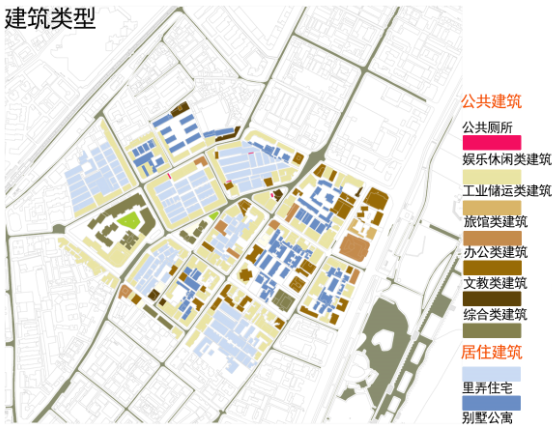 建筑类型
公共建筑
公共厕所
娱乐休闲类建筑
工业储运类建筑
旅馆类建筑
办公类建筑
文教类建筑
综合类建筑
居住建筑
里弄住宅
别墅公寓